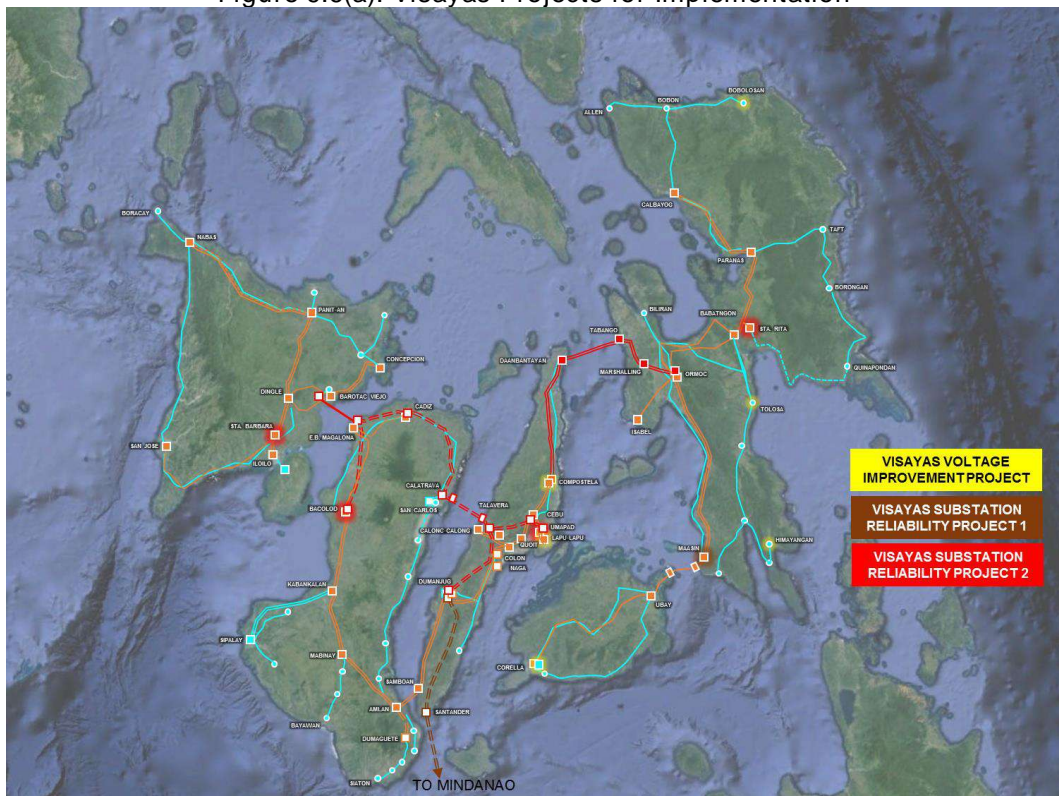 Figure 8.6(a): Visayas Projects for Implementation
BOBOLOSAN
BOBON
ALLEN
CALBAYOG
BORACAY
TAFT
NABAS
PARANAS
BORONGAN
PANIT-AN
BILIRAN
BABATNGON
STA. RITA
TABANGO
CONCEPCION
DAANBANTAYAN
MARSHALLING
ORMOC
QUINAPONDAN
DINGLE
BAROTAC VIEJO
TOLOSA
CADIZ
STA. BARBARA
E.B. MAGALONA
ISABEL
SAN JOSE
ILOILO
VISAYAS VOLTAGE
IMPROVEMENT PROJECT
CALATRAVA
COMPOSTELA
SAN CARLOS
TALAVERA
BACOLOD
CEBU
VISAYAS SUBSTATION
RELIABILITY PROJECT 1
CALONG CALONG
UMAPAD
QUIOT
LAPU-LAPU
COLON
MAASIN
HIMAYANGAN
VISAYAS SUBSTATION
RELIABILITY PROJECT 2
NAGA
DUMANJUG
KABANKALAN
UBAY
SIPALAY
MABINAY
CORELLA
SAMBOAN
AMLAN
SANTANDER
BAYAWAN
DUMAGUETE
SIATON
TO MINDANAO